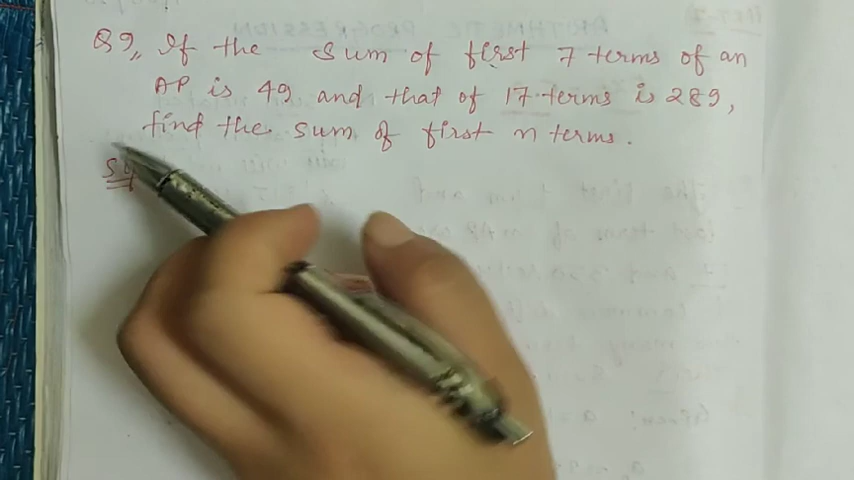 Q9,, If the sum of first 7 terms of an
AP is 49 and that of 17 terms is 289,
find the sum of first n terms.